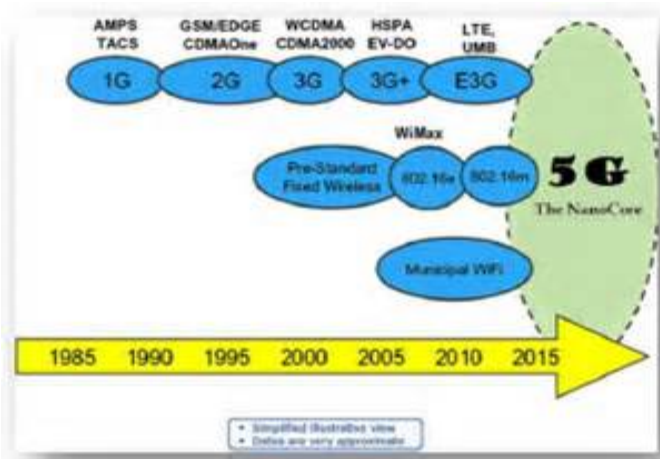 AMPS
TACS
GSM/EDGE
CDMAOne
WCDMA
CDMA2000
HSPA
EV-DO
LTE,
UMB
1G
2G
3G
3G+
E3G
WiMax
Pre-Standard
Fixed Wireless
802.16e
802.16m
5G
The NanoCore
Municipal WiFi
1985 1990 1995 2000 2005 2010 2015
• Simplified illustrative view
• Dates are very approximate